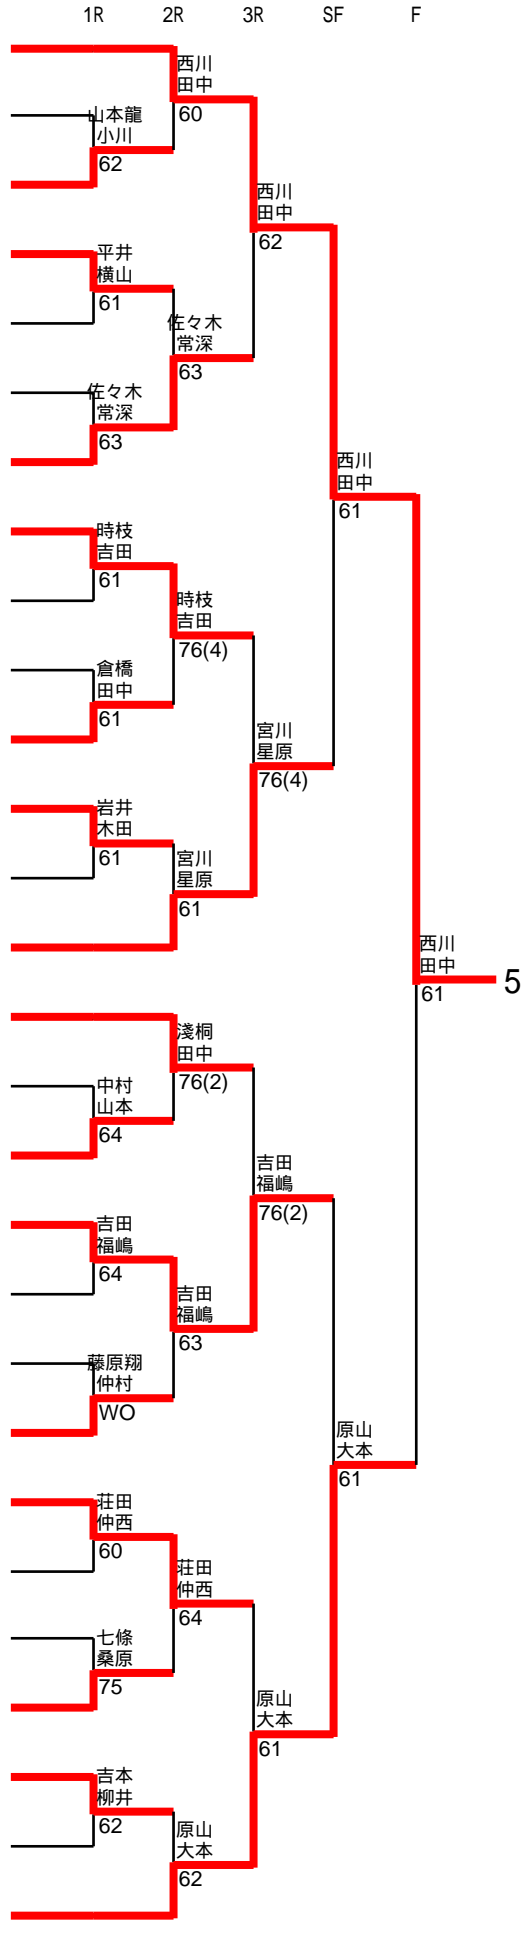 1R 2R 3R SF F
西川
田中
60
山本龍
小川
62
西川
田中
62
平井
横山
61
佐々木
常深
63
佐々木
常深
63
西川
田中
61
時枝
吉田
61
時枝
吉田
76(4)
倉橋
田中
61
宮川
星原
76(4)
岩井
木田
61
宮川
星原
61
西川
田中
61
5
淺桐
田中
76(2)
中村
山本
64
吉田
福嶋
76(2)
吉田
福嶋
64
吉田
福嶋
63
藤原翔
仲村
WO
原山
大本
61
荘田
仲西
60
荘田
仲西
64
七條
桑原
75
原山
大本
61
吉本
柳井
62
原山
大本
62